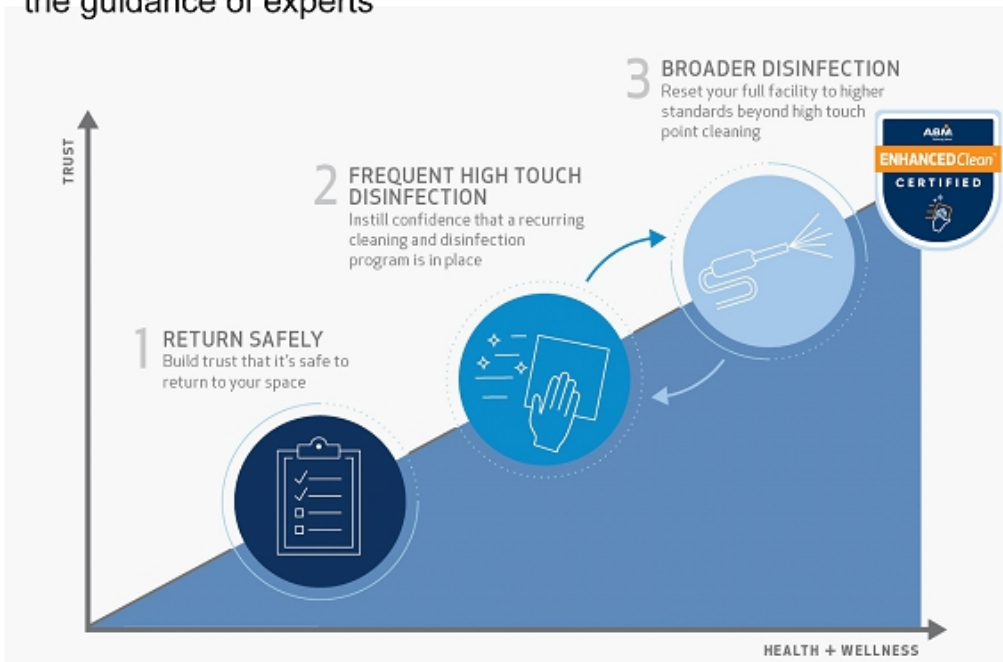 the guidance of experts
3 BROADER DISINFECTION
Reset your full facility to higher
standards beyond high touch
point cleaning
ABM
ENHANCED Clean™
CERTIFIED
TRUST
2 FREQUENT HIGH TOUCH
DISINFECTION
Instill confidence that a recurring
cleaning and disinfection
program is in place
1 RETURN SAFELY
Build trust that it's safe to
return to your space
HEALTH + WELLNESS